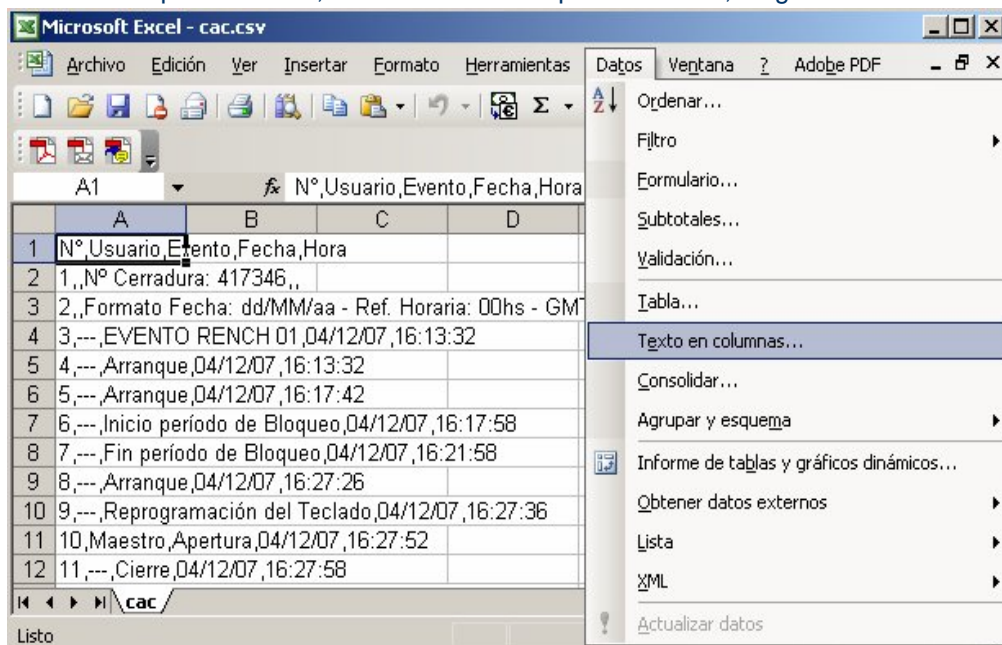 Microsoft Excel - cac.csv
Archivo Edición Ver Insertar Formato Herramientas Datos Ventana ? Adobe PDF
A1 fx N°,Usuario,Evento,Fecha,Hora
A B C D
1 N°,Usuario,Evento,Fecha,Hora
2 1,,Nº Cerradura: 417346,,
3 2,,Formato Fecha: dd/MM/aa - Ref. Horaria: 00hs - GMT
4 3,---,EVENTO RENCH 01,04/12/07,16:13:32
5 4,---,Arranque,04/12/07,16:13:32
6 5,---,Arranque,04/12/07,16:17:42
7 6,---,Inicio período de Bloqueo,04/12/07,16:17:58
8 7,---,Fin período de Bloqueo,04/12/07,16:21:58
9 8,---,Arranque,04/12/07,16:27:26
10 9,---,Reprogramación del Teclado,04/12/07,16:27:36
11 10,Maestro,Apertura,04/12/07,16:27:52
12 11,---,Cierre,04/12/07,16:27:58
cac
Listo
Ordenar...
Filtro
Formulario...
Subtotales...
Validación...
Tabla...
Texto en columnas...
Consolidar...
Agrupar y esquema
Informe de tablas y gráficos dinámicos...
Obtener datos externos
Lista
XML
Actualizar datos